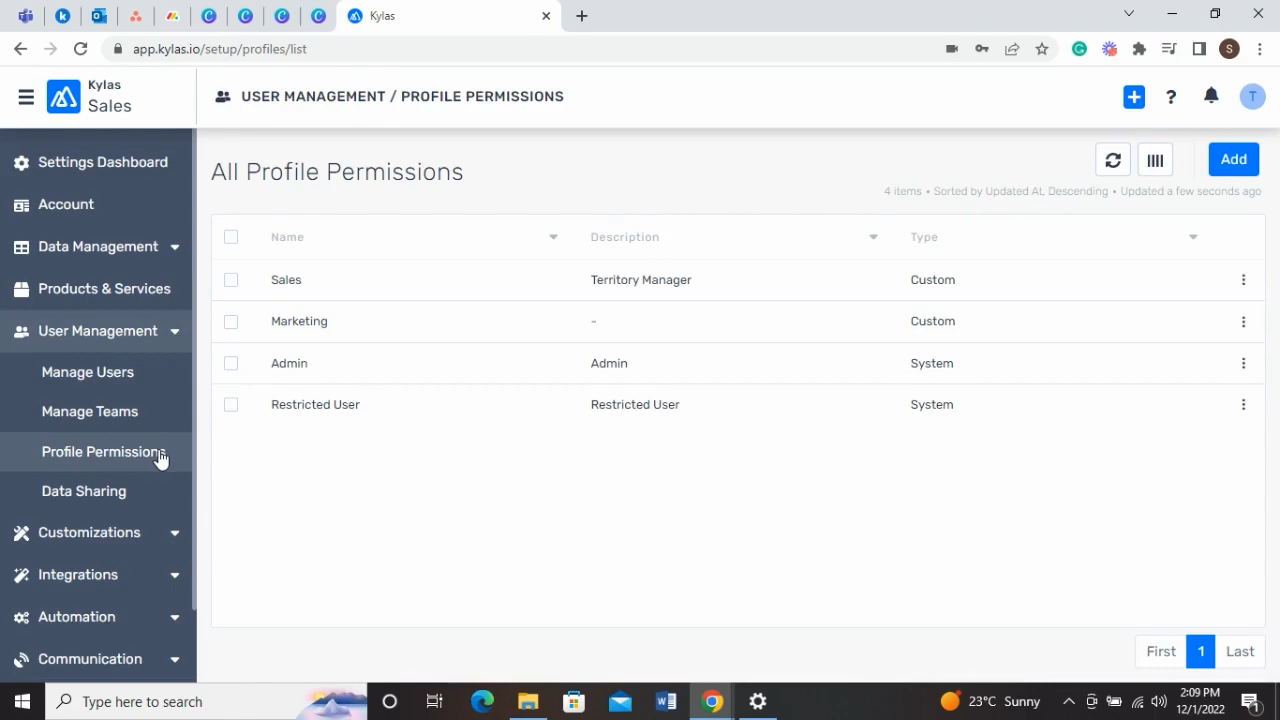 Kylas
app.kylas.io/setup/profiles/list
S
Kylas
Sales
USER MANAGEMENT / PROFILE PERMISSIONS
?
T
Settings Dashboard
Account
Data Management
Products & Services
User Management
Manage Users
Manage Teams
Profile Permissions
Data Sharing
Customizations
Integrations
Automation
Communication
All Profile Permissions
Add
4 items • Sorted by Updated At, Descending • Updated a few seconds ago
Name Description Type
Sales Territory Manager Custom
Marketing - Custom
Admin Admin System
Restricted User Restricted User System
First 1 Last
Type here to search
23°C Sunny
2:09 PM
12/1/2022